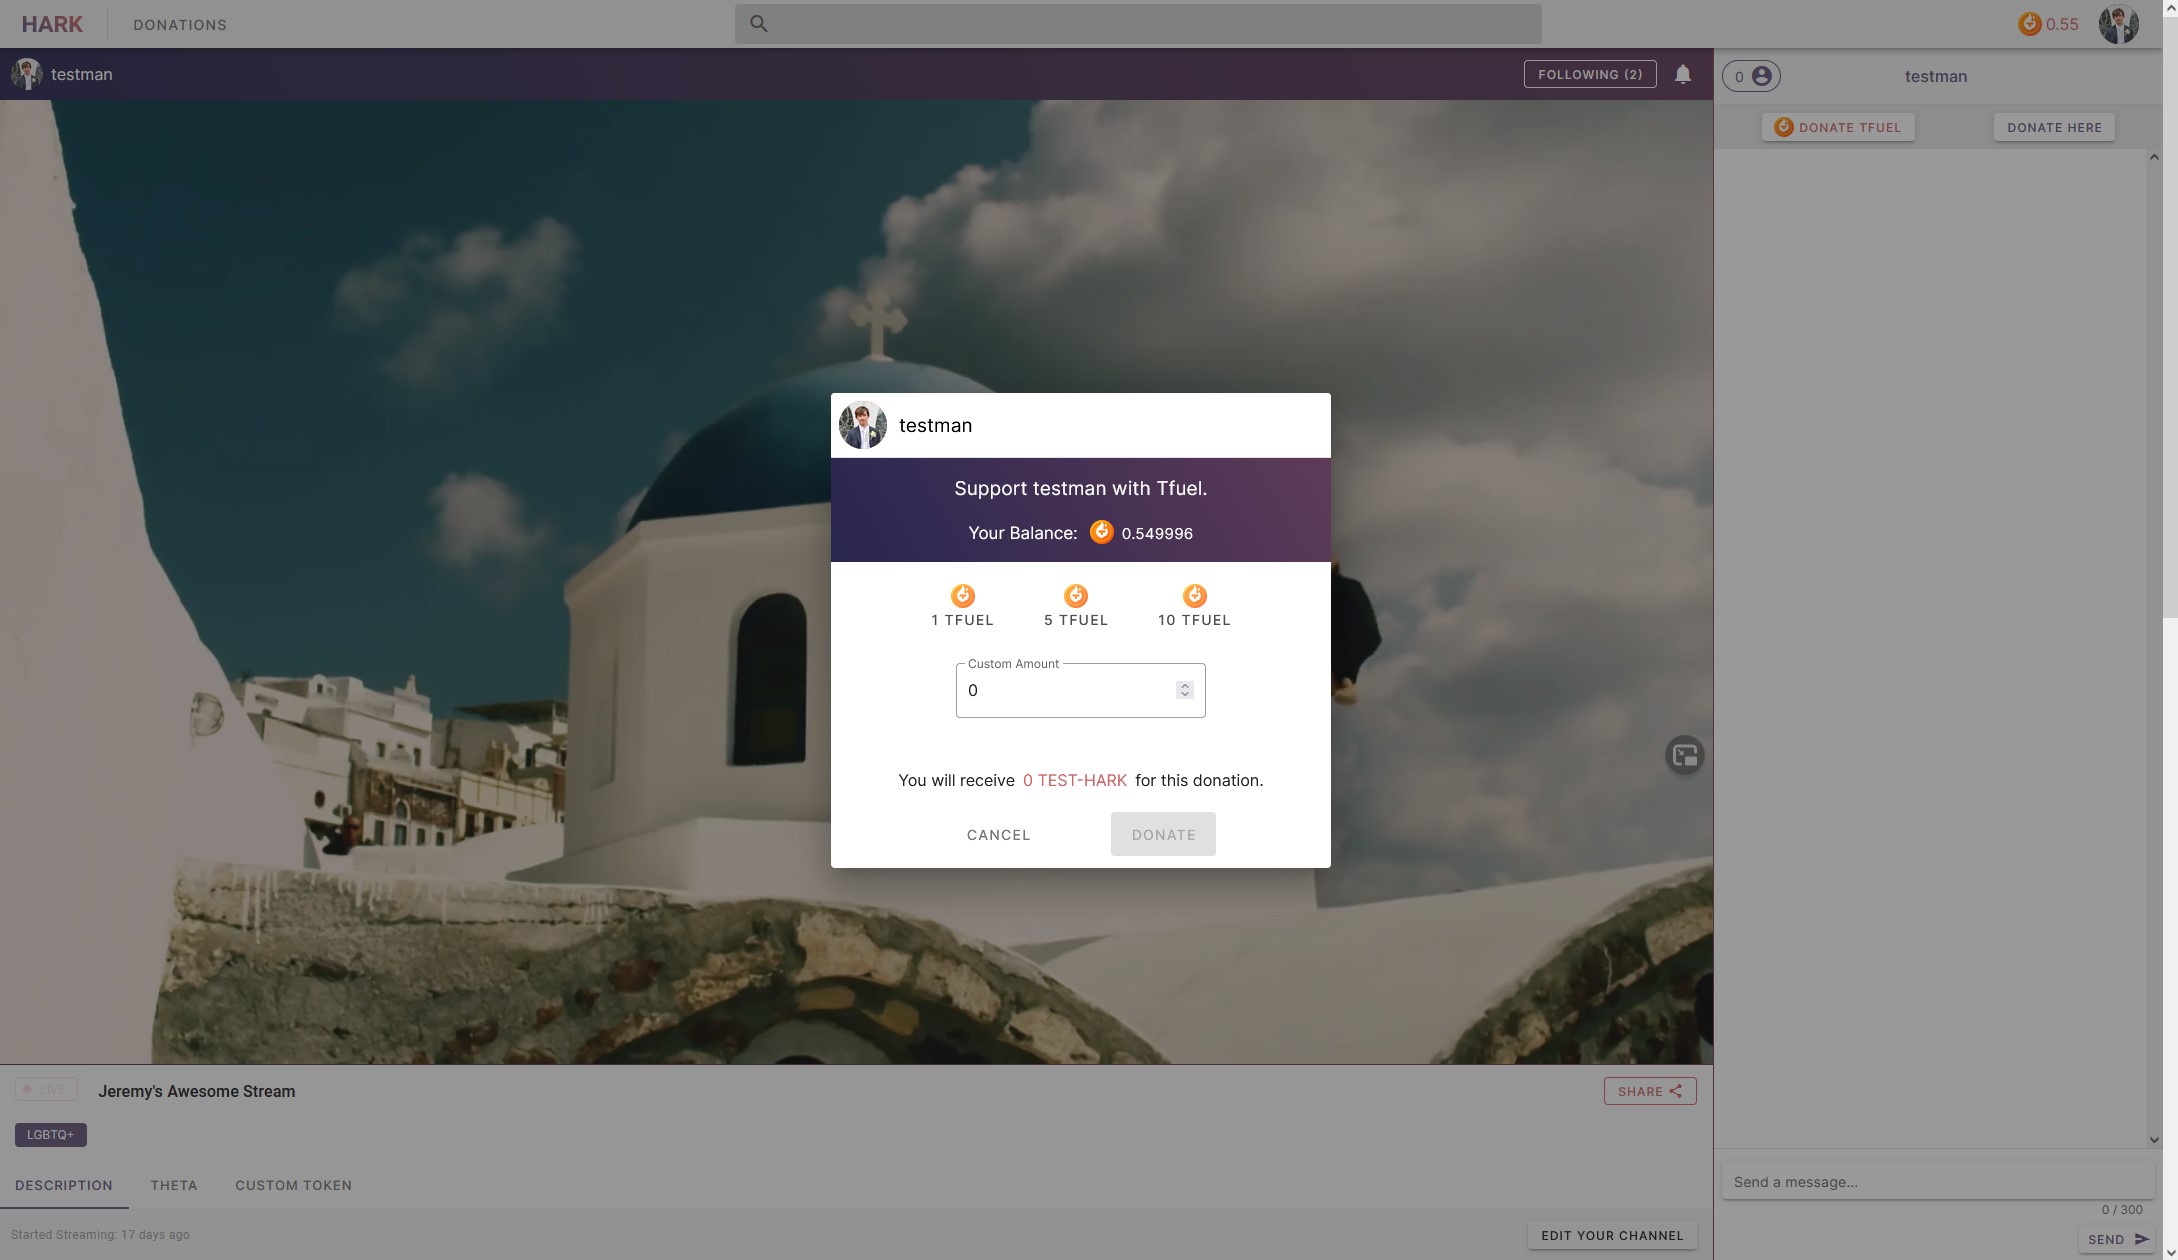 HARK
DONATIONS
0.55
testman
FOLLOWING (2)
0
testman
DONATE TFUEL
DONATE HERE
testman
Support testman with Tfuel.
Your Balance: 0.549996
1 TFUEL
5 TFUEL
10 TFUEL
Custom Amount
0
You will receive 0 TEST-HARK for this donation.
CANCEL
DONATE
LIVE
Jeremy's Awesome Stream
SHARE
LGBTQ+
DESCRIPTION
THETA
CUSTOM TOKEN
Started Streaming: 17 days ago
EDIT YOUR CHANNEL
Send a message...
0 / 300
SEND